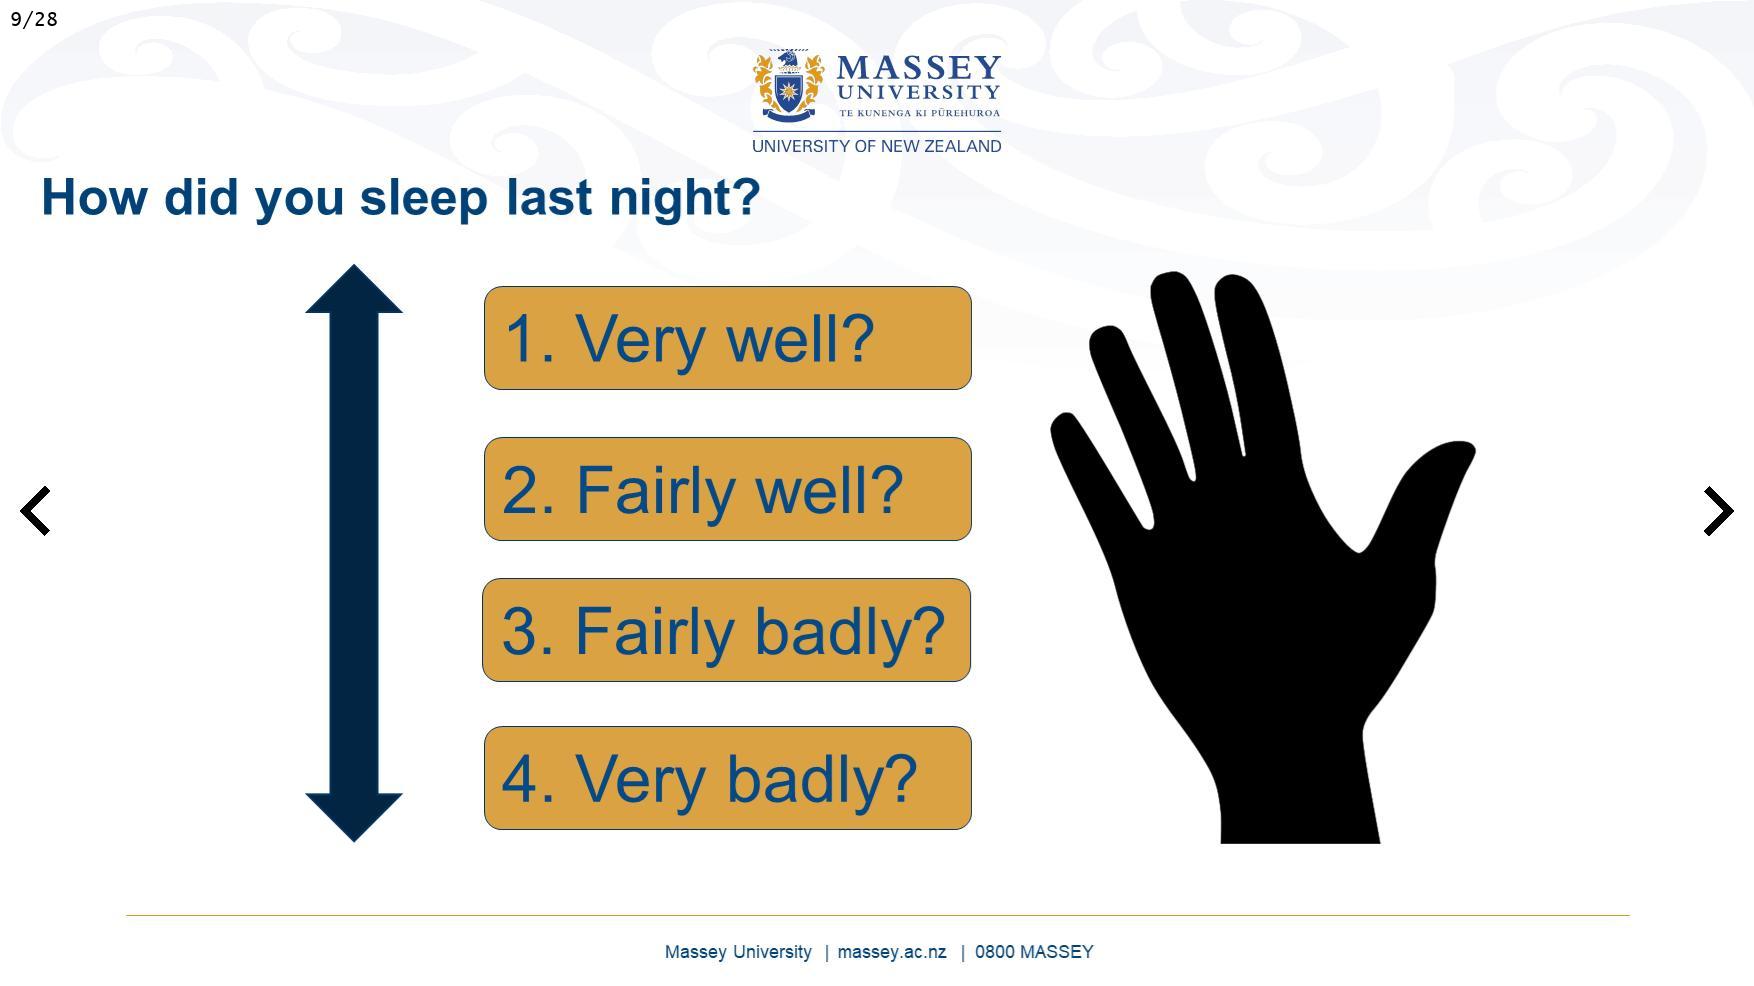 9/28
MASSEY
UNIVERSITY
TE KUNENGA KI PŪREHUROA
UNIVERSITY OF NEW ZEALAND
How did you sleep last night?
1. Very well?
2. Fairly well?
3. Fairly badly?
4. Very badly?
Massey University | massey.ac.nz | 0800 MASSEY